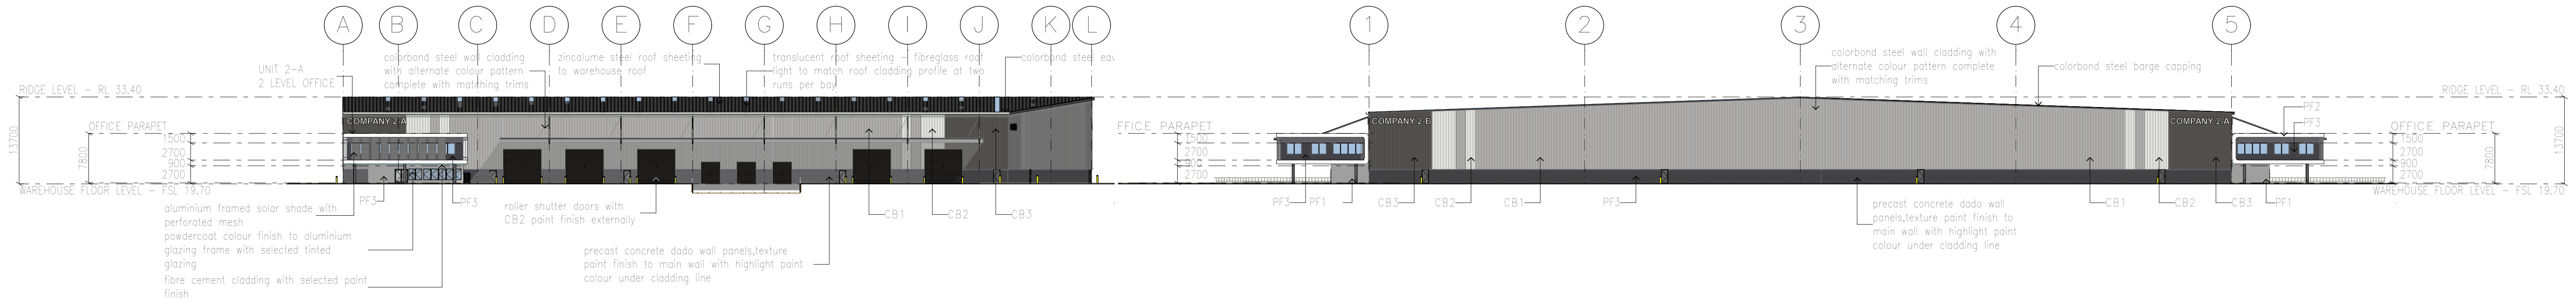 A B C D E F G H I J K L 1 2 3 4 5
UNIT 2-A
2 LEVEL OFFICE
colorbond steel wall cladding
with alternate colour pattern
complete with matching trims
zincalume steel roof sheeting
to warehouse roof
translucent roof sheeting - fibreglass roof
light to match roof cladding profile at two
runs per bay
colorbond steel
RIDGE LEVEL - RL 33.40
OFFICE PARAPET
13700
7800
1500
2700
900
2700
COMPANY 2-A
WAREHOUSE FLOOR LEVEL - FSL 19.70
PF3
PF3
aluminium framed solar shade with
perforated mesh
powdercoat colour finish to aluminium
glazing frame with selected tinted
glazing
fibre cement cladding with selected paint
finish
roller shutter doors with
CB2 paint finish externally
precast concrete dado wall panels,texture
paint finish to main wall with highlight paint
colour under cladding line
CB1
CB2
CB3
colorbond steel wall cladding with
alternate colour pattern complete
with matching trims
colorbond steel barge capping
RIDGE LEVEL - RL 33.40
PF2
PF3
FFICE PARAPET
1500
2700
900
2700
7800
COMPANY 2-B
COMPANY 2-A
OFFICE PARAPET
1500
2700
900
2700
7800
13700
WAREHOUSE FLOOR LEVEL - FSL 19.70
PF3
PF1
CB3
CB2
CB1
PF3
precast concrete dado wall
panels,texture paint finish to
main wall with highlight paint
colour under cladding line
CB1
CB2
CB3
PF1